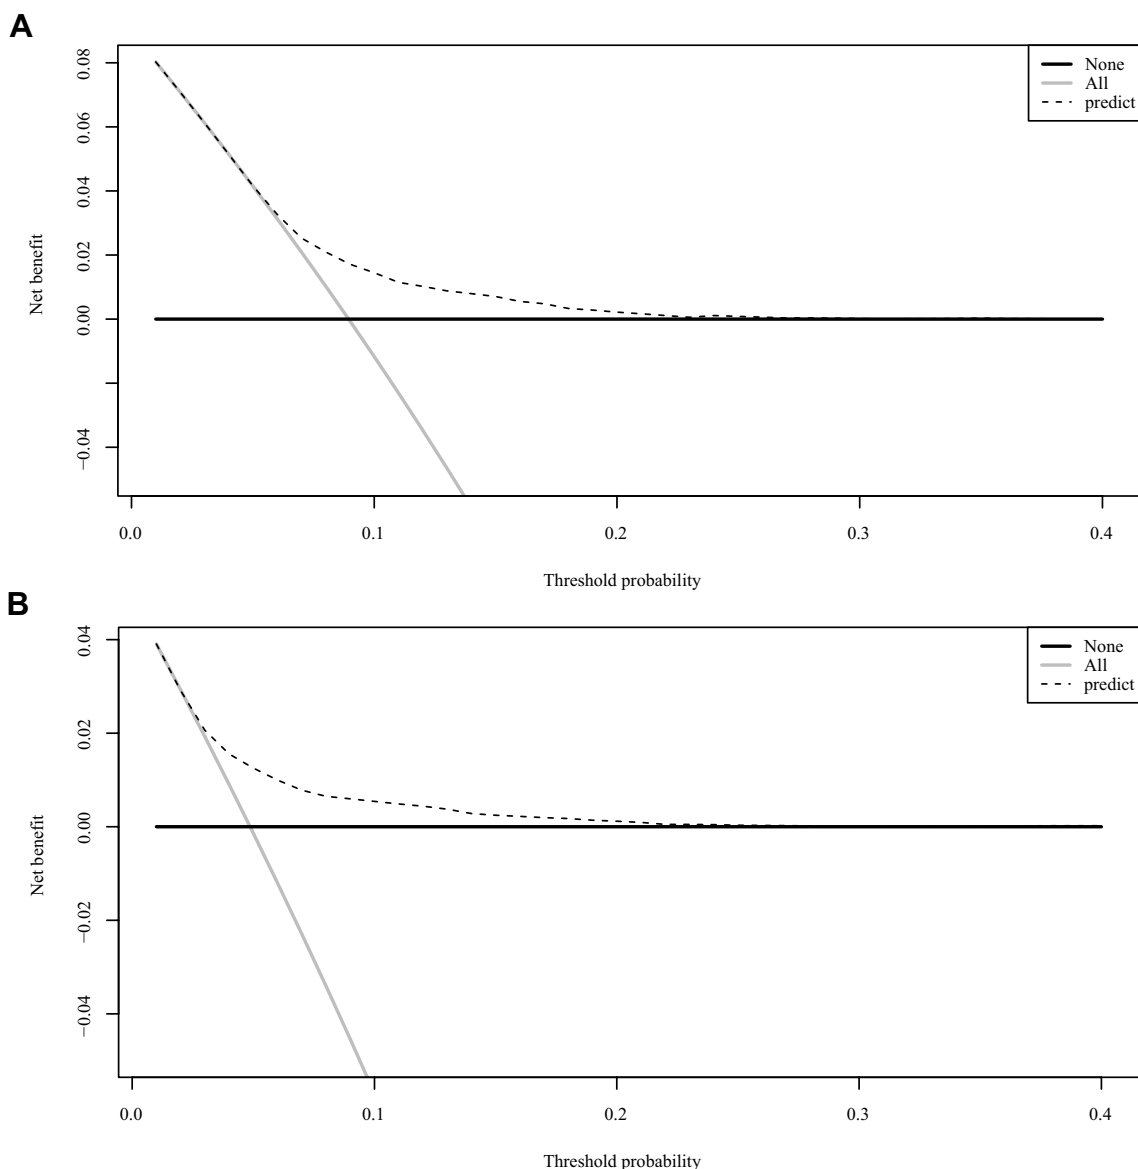 A
None
All
predict
0.08
0.06
0.04
0.02
0.00
−0.04
Net benefit
0.0 0.1 0.2 0.3 0.4
Threshold probability
B
None
All
predict
0.04
0.02
0.00
−0.02
−0.04
Net benefit
0.0 0.1 0.2 0.3 0.4
Threshold probability